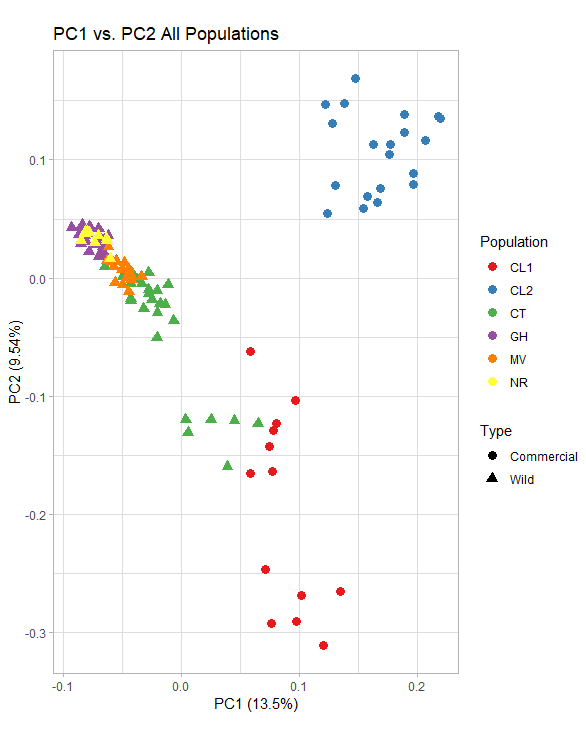 PC1 vs. PC2 All Populations
0.1
0.0
-0.1
-0.2
-0.3
PC2 (9.54%)
-0.1
0.0
0.1
0.2
PC1 (13.5%)
Population
CL1
CL2
CT
GH
MV
NR
Type
Commercial
Wild